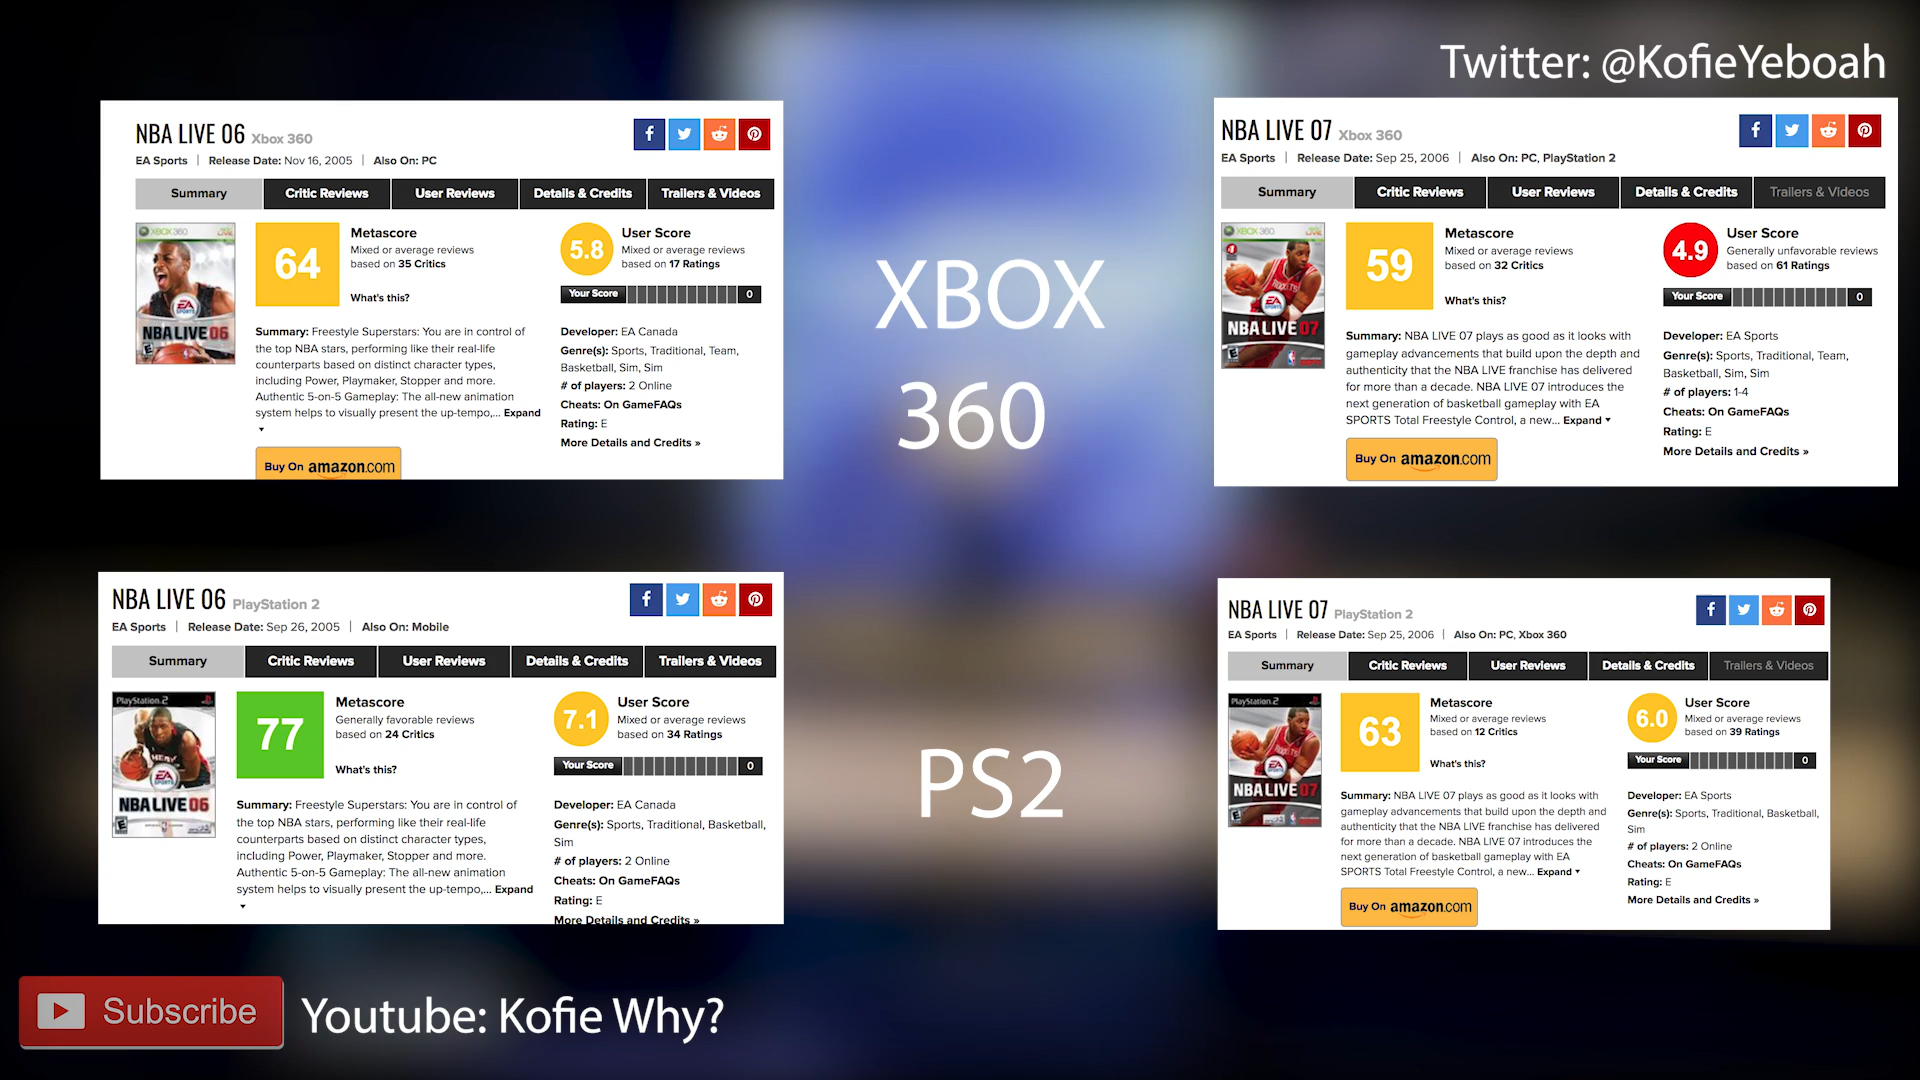 Twitter: @KofieYeboah
NBA LIVE 06 Xbox 360
EA Sports | Release Date: Nov 16, 2005 | Also On: PC
Summary Critic Reviews User Reviews Details & Credits Trailers & Videos
XBOX 360
NBA LIVE 06
64
Metascore
Mixed or average reviews
based on 35 Critics
What's this?
5.8
User Score
Mixed or average reviews
based on 17 Ratings
Your Score 0
Summary: Freestyle Superstars: You are in control of
the top NBA stars, performing like their real-life
counterparts based on distinct character types,
including Power, Playmaker, Stopper and more.
Authentic 5-on-5 Gameplay: The all-new animation
system helps to visually present the up-tempo,... Expand
Buy On amazon.com
Developer: EA Canada
Genre(s): Sports, Traditional, Team,
Basketball, Sim, Sim
# of players: 2 Online
Cheats: On GameFAQs
Rating: E
More Details and Credits »
XBOX
360
NBA LIVE 07 Xbox 360
EA Sports | Release Date: Sep 25, 2006 | Also On: PC, PlayStation 2
Summary Critic Reviews User Reviews Details & Credits Trailers & Videos
XBOX 360
NBA LIVE 07
59
Metascore
Mixed or average reviews
based on 32 Critics
What's this?
4.9
User Score
Generally unfavorable reviews
based on 61 Ratings
Your Score 0
Summary: NBA LIVE 07 plays as good as it looks with
gameplay advancements that build upon the depth and
authenticity that the NBA LIVE franchise has delivered
for more than a decade. NBA LIVE 07 introduces the
next generation of basketball gameplay with EA
SPORTS Total Freestyle Control, a new... Expand
Buy On amazon.com
Developer: EA Sports
Genre(s): Sports, Traditional, Team,
Basketball, Sim, Sim
# of players: 1-4
Cheats: On GameFAQs
Rating: E
More Details and Credits »
NBA LIVE 06 PlayStation 2
EA Sports | Release Date: Sep 26, 2005 | Also On: Mobile
Summary Critic Reviews User Reviews Details & Credits Trailers & Videos
PlayStation 2
NBA LIVE 06
77
Metascore
Generally favorable reviews
based on 24 Critics
What's this?
7.1
User Score
Mixed or average reviews
based on 34 Ratings
Your Score 0
Summary: Freestyle Superstars: You are in control of
the top NBA stars, performing like their real-life
counterparts based on distinct character types,
including Power, Playmaker, Stopper and more.
Authentic 5-on-5 Gameplay: The all-new animation
system helps to visually present the up-tempo,... Expand
Developer: EA Canada
Genre(s): Sports, Traditional, Basketball,
Sim
# of players: 2 Online
Cheats: On GameFAQs
Rating: E
More Details and Credits »
PS2
NBA LIVE 07 PlayStation 2
EA Sports | Release Date: Sep 25, 2006 | Also On: PC, Xbox 360
Summary Critic Reviews User Reviews Details & Credits Trailers & Videos
PlayStation 2
NBA LIVE 07
63
Metascore
Mixed or average reviews
based on 12 Critics
What's this?
6.0
User Score
Mixed or average reviews
based on 39 Ratings
Your Score 0
Summary: NBA LIVE 07 plays as good as it looks with
gameplay advancements that build upon the depth and
authenticity that the NBA LIVE franchise has delivered
for more than a decade. NBA LIVE 07 introduces the
next generation of basketball gameplay with EA
SPORTS Total Freestyle Control, a new... Expand
Buy On amazon.com
Developer: EA Sports
Genre(s): Sports, Traditional, Basketball,
Sim
# of players: 2 Online
Cheats: On GameFAQs
Rating: E
More Details and Credits »
Subscribe
Youtube: Kofie Why?